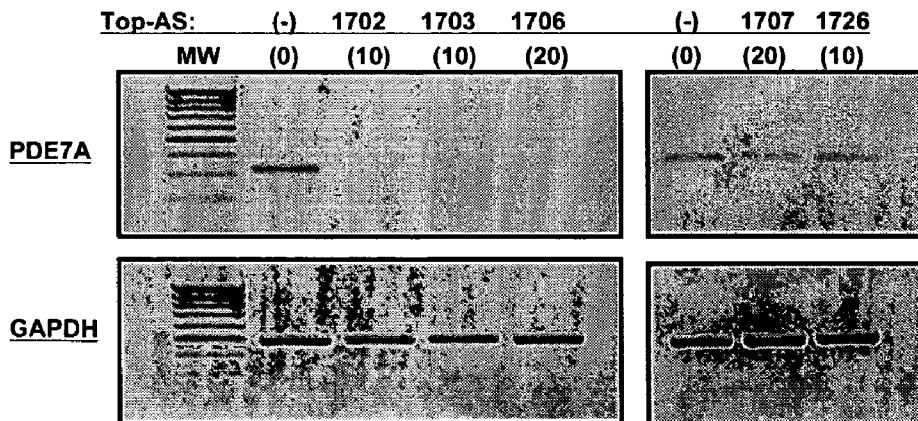 Top-AS: (-) 1702 1703 1706 (-) 1707 1726
MW (0) (10) (10) (20) (0) (20) (10)
PDE7A
GAPDH